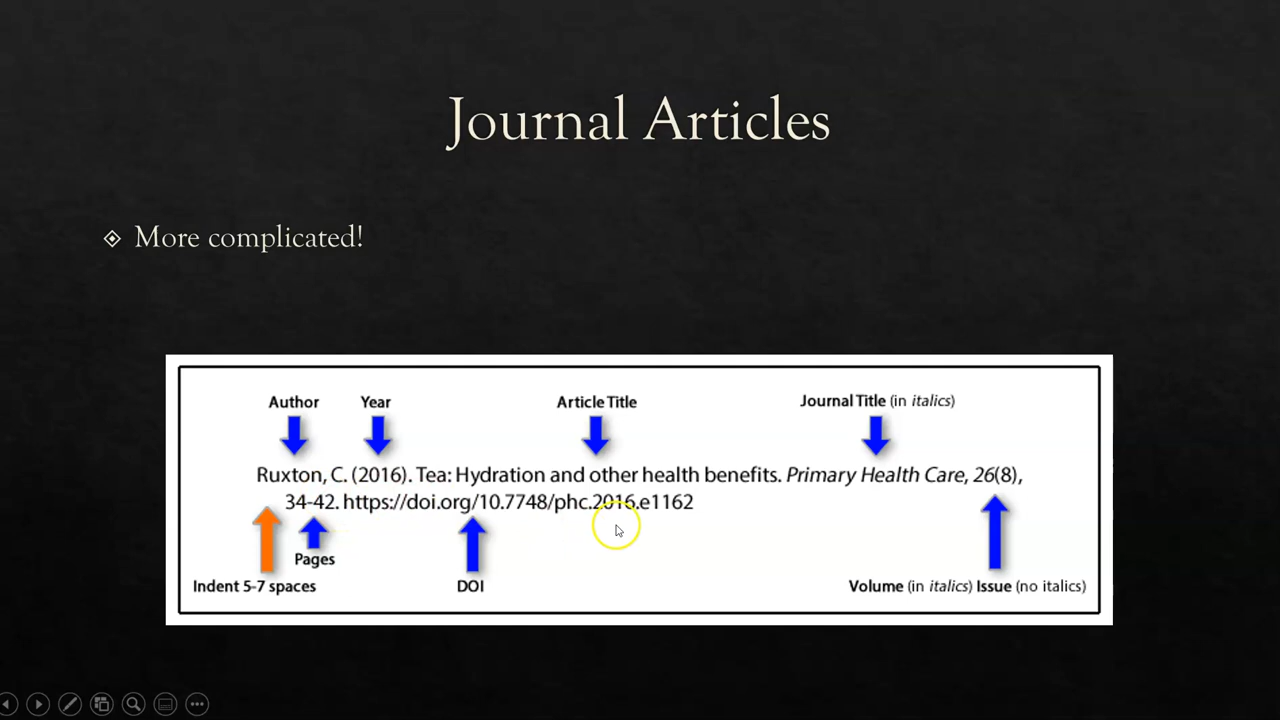 Journal Articles
More complicated!
Author Year Article Title Journal Title (in italics)
Ruxton, C. (2016). Tea: Hydration and other health benefits. Primary Health Care, 26(8),
34-42. https://doi.org/10.7748/phc.2016.e1162
Pages
Indent 5-7 spaces DOI Volume (in italics) Issue (no italics)